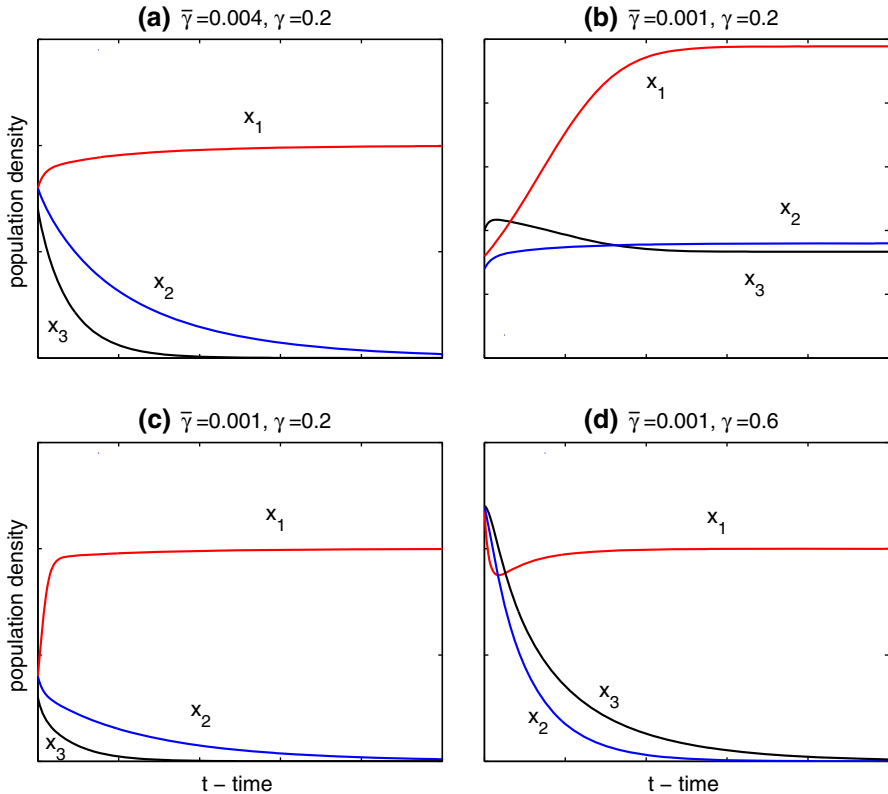 (a) γ̅=0.004, γ=0.2
population density
x₁
x₂
x₃
(b) γ̅=0.001, γ=0.2
x₁
x₂
x₃
(c) γ̅=0.001, γ=0.2
population density
x₁
x₂
x₃
t – time
(d) γ̅=0.001, γ=0.6
x₁
x₃
x₂
t – time